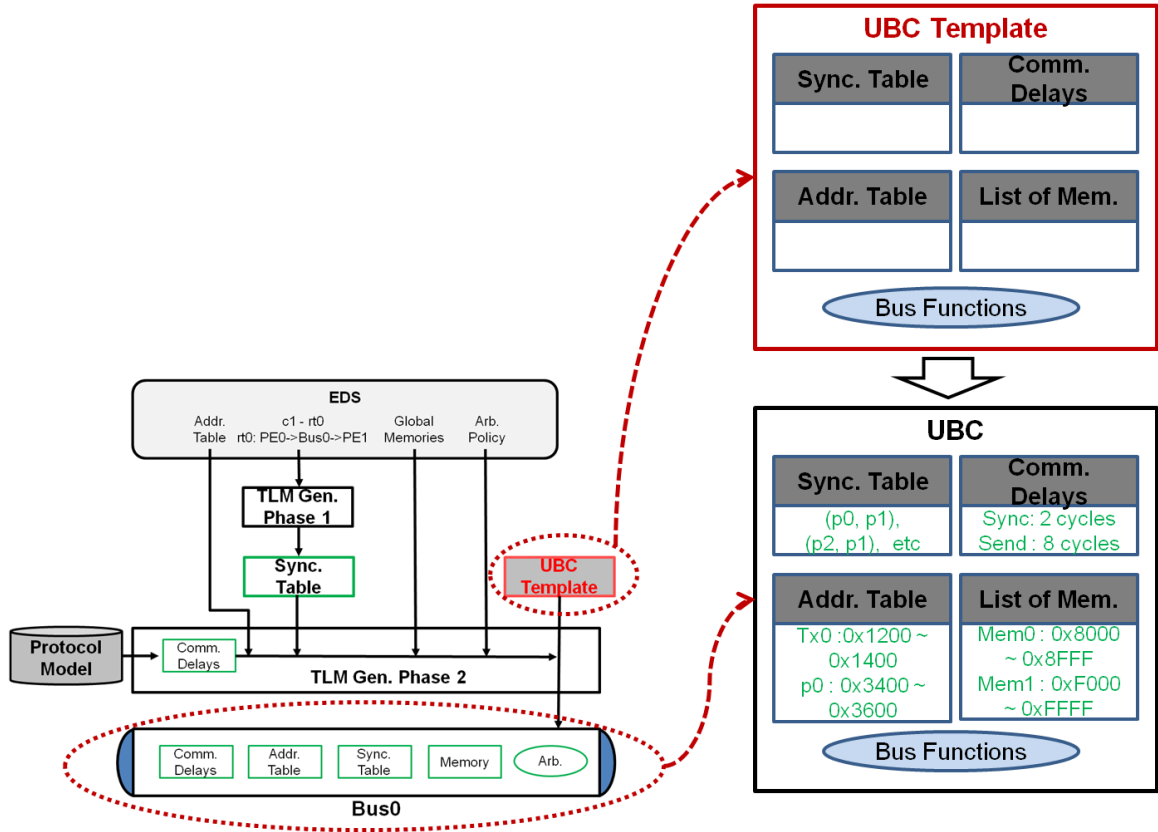 UBC Template
Sync. Table
Comm.
Delays
Addr. Table
List of Mem.
Bus Functions
EDS
Addr.
Table
c1 - rt0
rt0: PE0->Bus0->PE1
Global
Memories
Arb.
Policy
TLM Gen.
Phase 1
Sync.
Table
UBC
Template
Protocol
Model
Comm.
Delays
TLM Gen. Phase 2
Comm.
Delays
Addr.
Table
Sync.
Table
Memory
Arb.
Bus0
UBC
Sync. Table
(p0, p1),
(p2, p1), etc
Comm.
Delays
Sync: 2 cycles
Send : 8 cycles
Addr. Table
Tx0 :0x1200 ~
0x1400
p0 : 0x3400 ~
0x3600
List of Mem.
Mem0 : 0x8000
~ 0x8FFF
Mem1 : 0xF000
~ 0xFFFF
Bus Functions